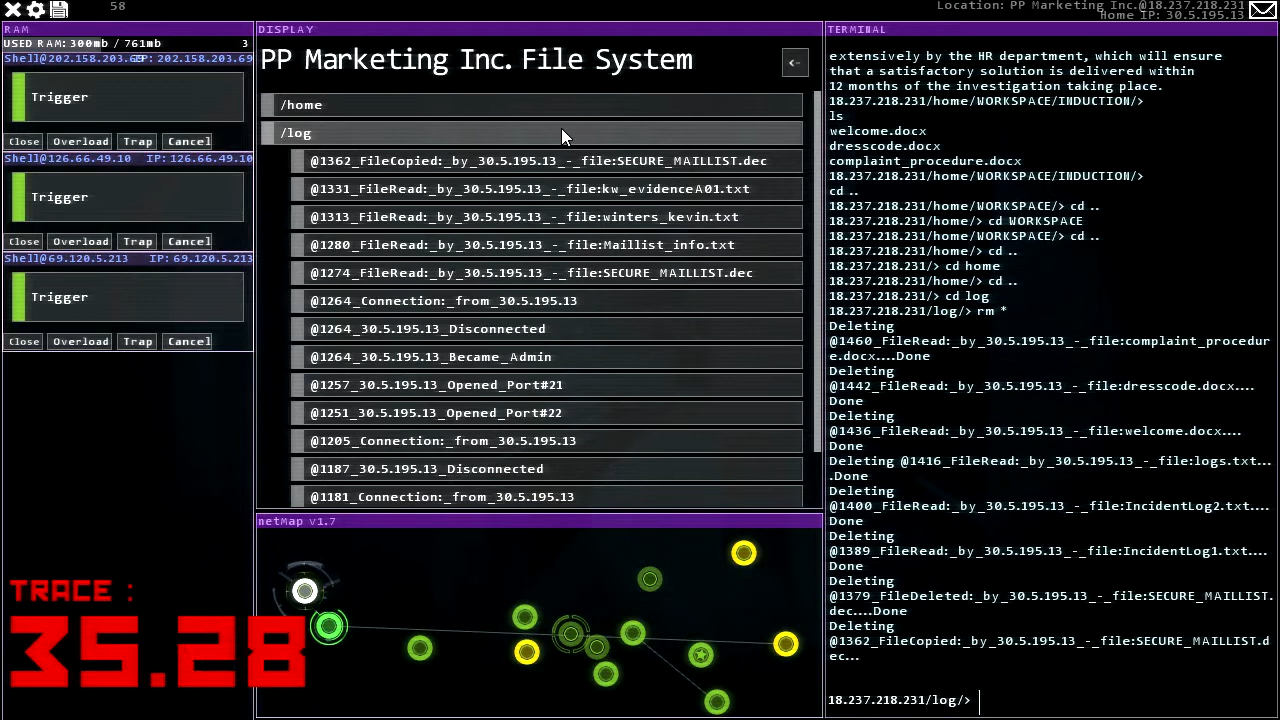 58
Location: PP Marketing Inc.@18.237.218.231
Home IP: 30.5.195.13
RAM
USED RAM: 300mb / 761mb 3
Shell@202.158.203.69 IP: 202.158.203.69
Trigger
Close Overload Trap Cancel
Shell@126.66.49.10 IP: 126.66.49.10
Trigger
Close Overload Trap Cancel
Shell@69.120.5.213 IP: 69.120.5.213
Trigger
Close Overload Trap Cancel
TRACE :
35.28
DISPLAY
PP Marketing Inc. File System
<-
/home
/log
@1362_FileCopied:_by_30.5.195.13_-_file:SECURE_MAILLIST.dec
@1331_FileRead:_by_30.5.195.13_-_file:kw_evidenceA01.txt
@1313_FileRead:_by_30.5.195.13_-_file:winters_kevin.txt
@1280_FileRead:_by_30.5.195.13_-_file:Maillist_info.txt
@1274_FileRead:_by_30.5.195.13_-_file:SECURE_MAILLIST.dec
@1264_Connection:_from_30.5.195.13
@1264_30.5.195.13_Disconnected
@1264_30.5.195.13_Became_Admin
@1257_30.5.195.13_Opened_Port#21
@1251_30.5.195.13_Opened_Port#22
@1205_Connection:_from_30.5.195.13
@1187_30.5.195.13_Disconnected
@1181_Connection:_from_30.5.195.13
netMap v1.7
TERMINAL
extensively by the HR department, which will ensure
that a satisfactory solution is delivered within
12 months of the investigation taking place.
18.237.218.231/home/WORKSPACE/INDUCTION/>
ls
welcome.docx
dresscode.docx
complaint_procedure.docx
18.237.218.231/home/WORKSPACE/INDUCTION/>
cd ..
18.237.218.231/home/WORKSPACE/> cd ..
18.237.218.231/home/> cd WORKSPACE
18.237.218.231/home/WORKSPACE/> cd ..
18.237.218.231/home/> cd ..
18.237.218.231/> cd home
18.237.218.231/home/> cd ..
18.237.218.231/> cd log
18.237.218.231/log/> rm *
Deleting
@1460_FileRead:_by_30.5.195.13_-_file:complaint_procedur
e.docx....Done
Deleting
@1442_FileRead:_by_30.5.195.13_-_file:dresscode.docx....
Done
Deleting
@1436_FileRead:_by_30.5.195.13_-_file:welcome.docx....
Done
Deleting @1416_FileRead:_by_30.5.195.13_-_file:logs.txt...
.Done
Deleting
@1400_FileRead:_by_30.5.195.13_-_file:IncidentLog2.txt....
Done
Deleting
@1389_FileRead:_by_30.5.195.13_-_file:IncidentLog1.txt....
Done
Deleting
@1379_FileDeleted:_by_30.5.195.13_-_file:SECURE_MAILLIST.
dec....Done
Deleting
@1362_FileCopied:_by_30.5.195.13_-_file:SECURE_MAILLIST.d
ec...
18.237.218.231/log/>